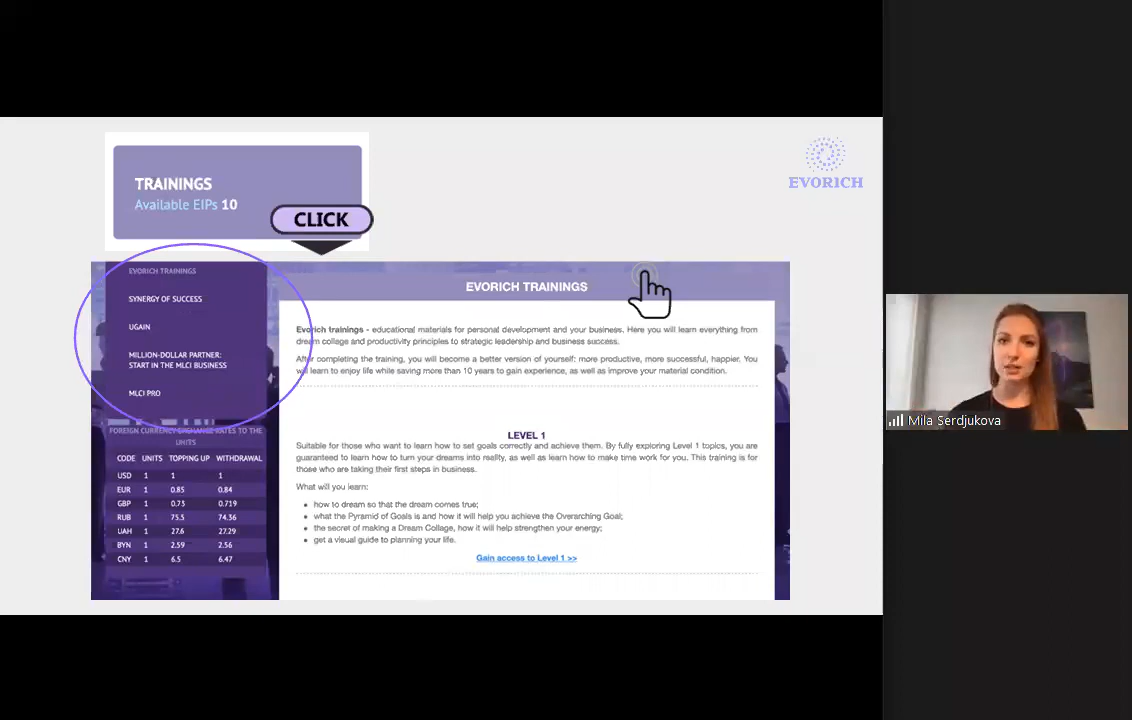 TRAININGS
Available EIPs 10
CLICK
EVORICH
EVORICH TRAININGS
SYNERGY OF SUCCESS
UGAIN
MILLION-DOLLAR PARTNER:
START IN THE MLCI BUSINESS
MLCI PRO
FOREIGN CURRENCY EXCHANGE RATES TO THE
UNITS
CODE UNITS TOPPING UP WITHDRAWAL
USD 1 1 1
EUR 1 0.85 0.84
GBP 1 0.73 0.719
RUB 1 75.5 74.36
UAH 1 27.6 27.29
BYN 1 2.59 2.56
CNY 1 6.5 6.47
EVORICH TRAININGS
Evorich trainings - educational materials for personal development and your business. Here you will learn everything from
dream collage and productivity principles to strategic leadership and business success.
After completing the training, you will become a better version of yourself: more productive, more successful, happier. You
will learn to enjoy life while saving more than 10 years to gain experience, as well as improve your material condition.
LEVEL 1
Suitable for those who want to learn how to set goals correctly and achieve them. By fully exploring Level 1 topics, you are
guaranteed to learn how to turn your dreams into reality, as well as learn how to make time work for you. This training is for
those who are taking their first steps in business.
What will you learn:
• how to dream so that the dream comes true;
• what the Pyramid of Goals is and how it will help you achieve the Overarching Goal;
• the secret of making a Dream Collage, how it will help strengthen your energy;
• get a visual guide to planning your life.
Gain access to Level 1 >>
Mila Serdjukova